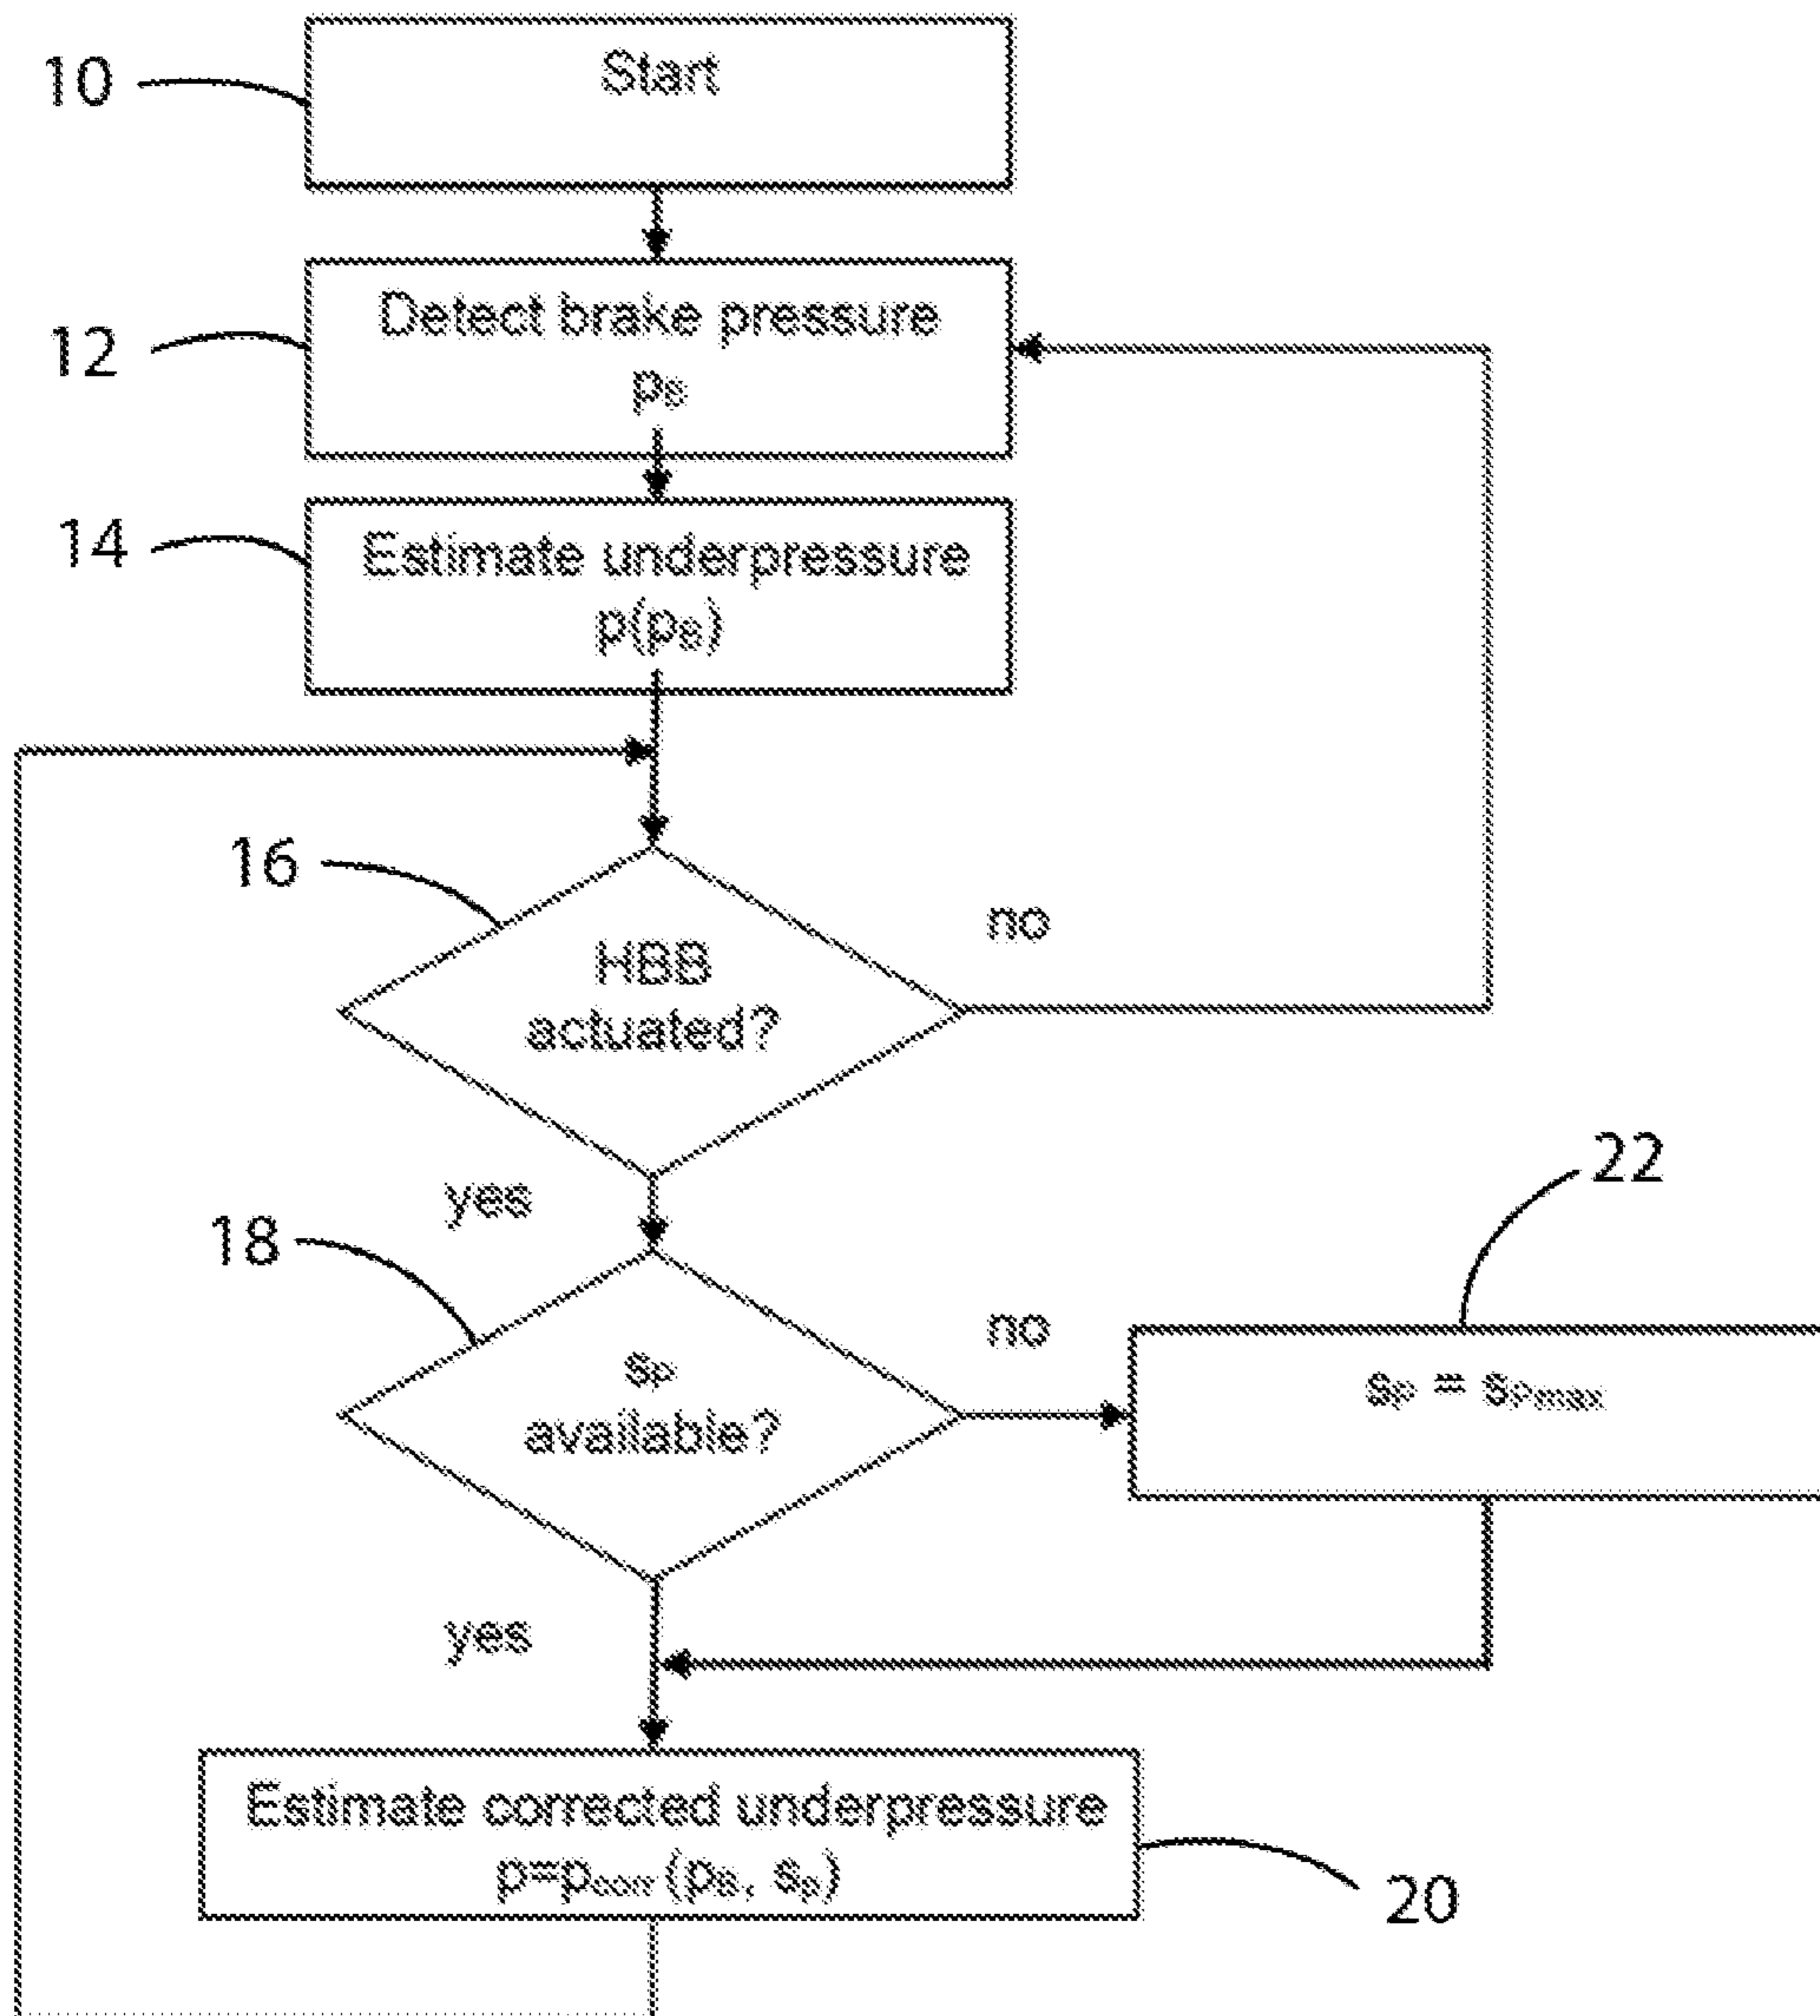 10
Start
12
Detect brake pressure
pB
14
Estimate underpressure
p(pB)
16
HBB
actuated?
no
yes
18
sP
available?
no
22
sP = sPmax
yes
Estimate corrected underpressure
p=pcorr (pB, sp)
20